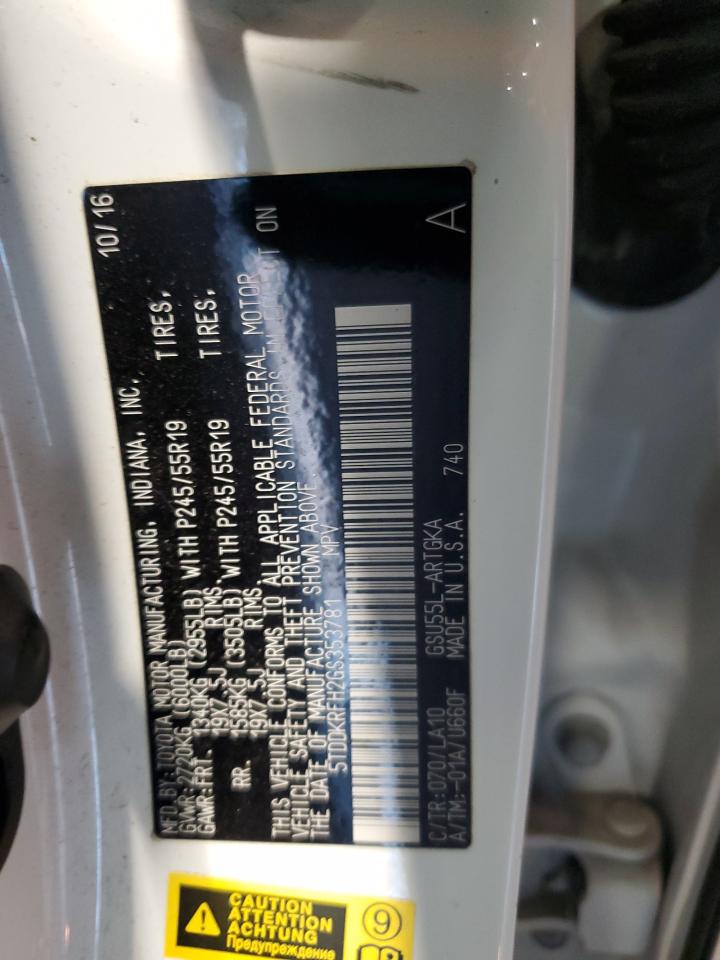 MFD.BY:TOYOTA MOTOR MANUFACTURING, INDIANA, INC. 10/16
GVWR:2720KG (6000LB)
GAWR:FRT 1340KG (2955LB) WITH P245/55R19 TIRES,
19X7.5J RIMS,
RR. 1585KG (3505LB) WITH P245/55R19 TIRES,
19X7.5J RIMS
THIS VEHICLE CONFORMS TO ALL APPLICABLE FEDERAL MOTOR
VEHICLE SAFETY AND THEFT PREVENTION STANDARDS IN EFFECT ON
THE DATE OF MANUFACTURE SHOWN ABOVE.
5TDDKRFH2GS353781 MPV
C/TR:070/LA10 GSU55L-ARTGKA
A/TM:-01A/U660F MADE IN U.S.A. 740 A
CAUTION
ATTENTION
ACHTUNG
Предупреждение
9